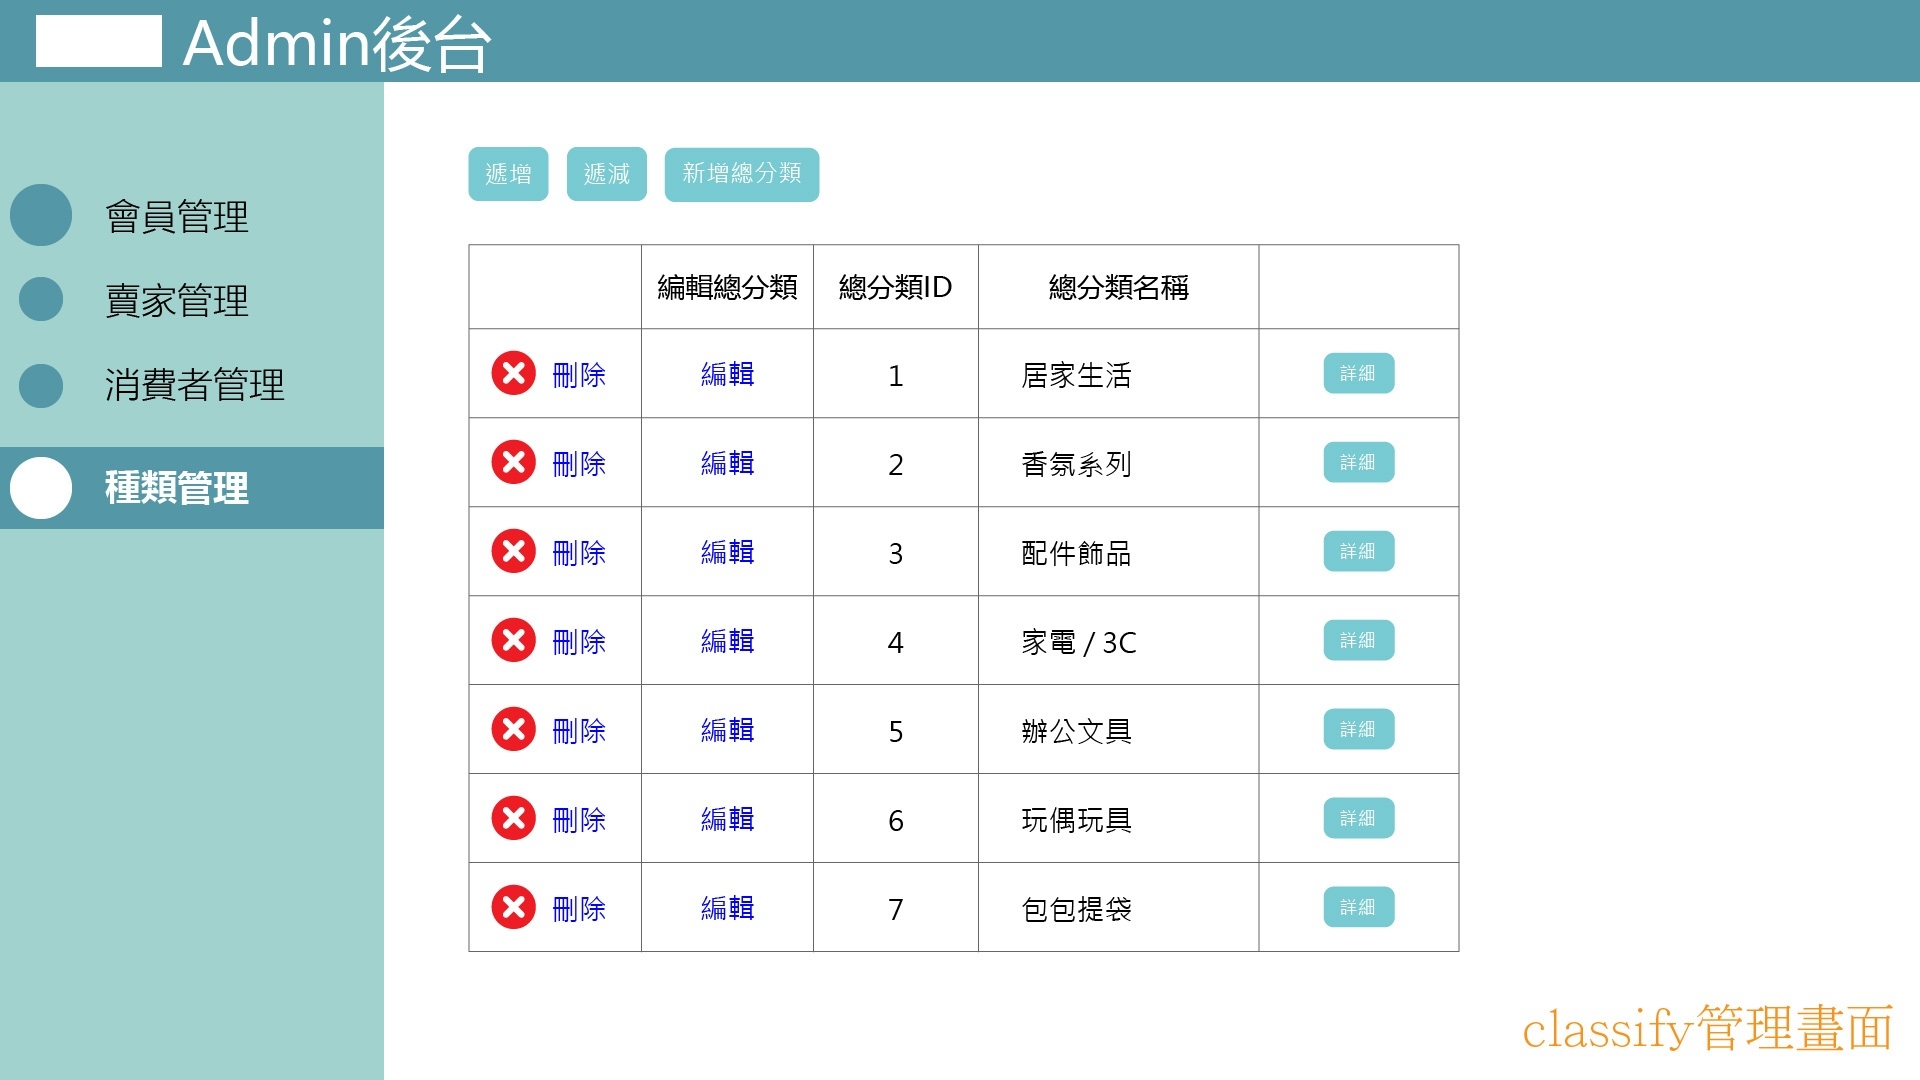 Admin後台
會員管理
賣家管理
消費者管理
種類管理
遞增 遞減 新增總分類
編輯總分類 總分類ID 總分類名稱
刪除 編輯 1 居家生活 詳細
刪除 編輯 2 香氛系列 詳細
刪除 編輯 3 配件飾品 詳細
刪除 編輯 4 家電 / 3C 詳細
刪除 編輯 5 辦公文具 詳細
刪除 編輯 6 玩偶玩具 詳細
刪除 編輯 7 包包提袋 詳細
classify管理畫面